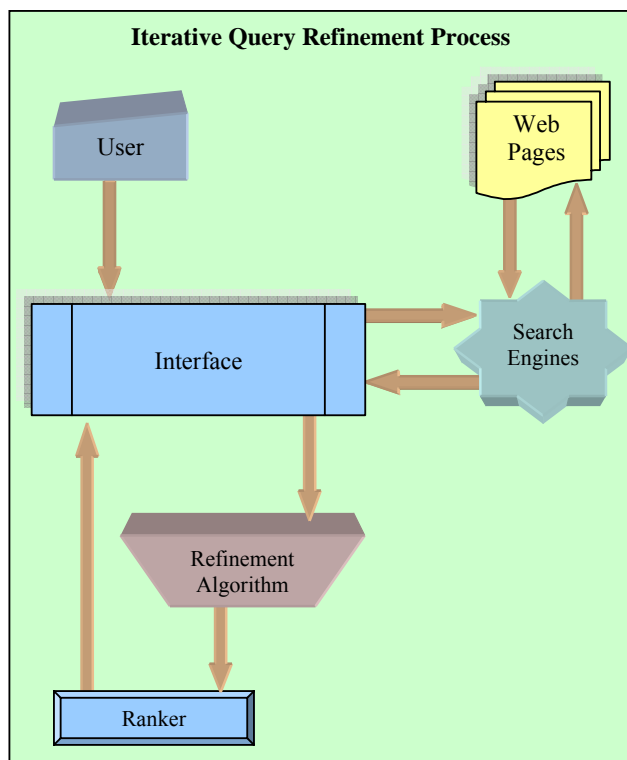 Iterative Query Refinement Process
User
Web
Pages
Interface
Search
Engines
Refinement
Algorithm
Ranker